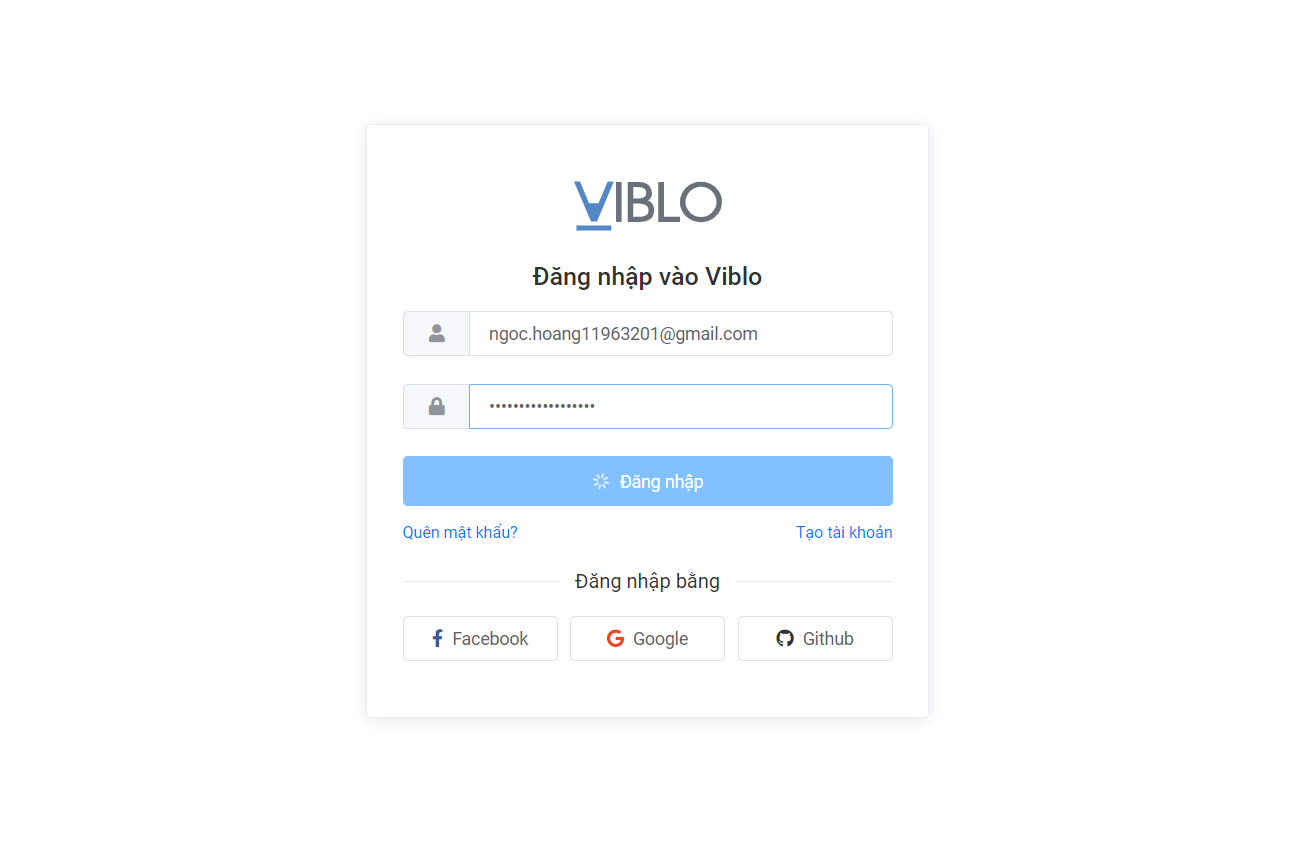 VIBLO
Đăng nhập vào Viblo
ngoc.hoang11963201@gmail.com
••••••••••••••••••
Đăng nhập
Quên mật khẩu? Tạo tài khoản
Đăng nhập bằng
Facebook Google Github